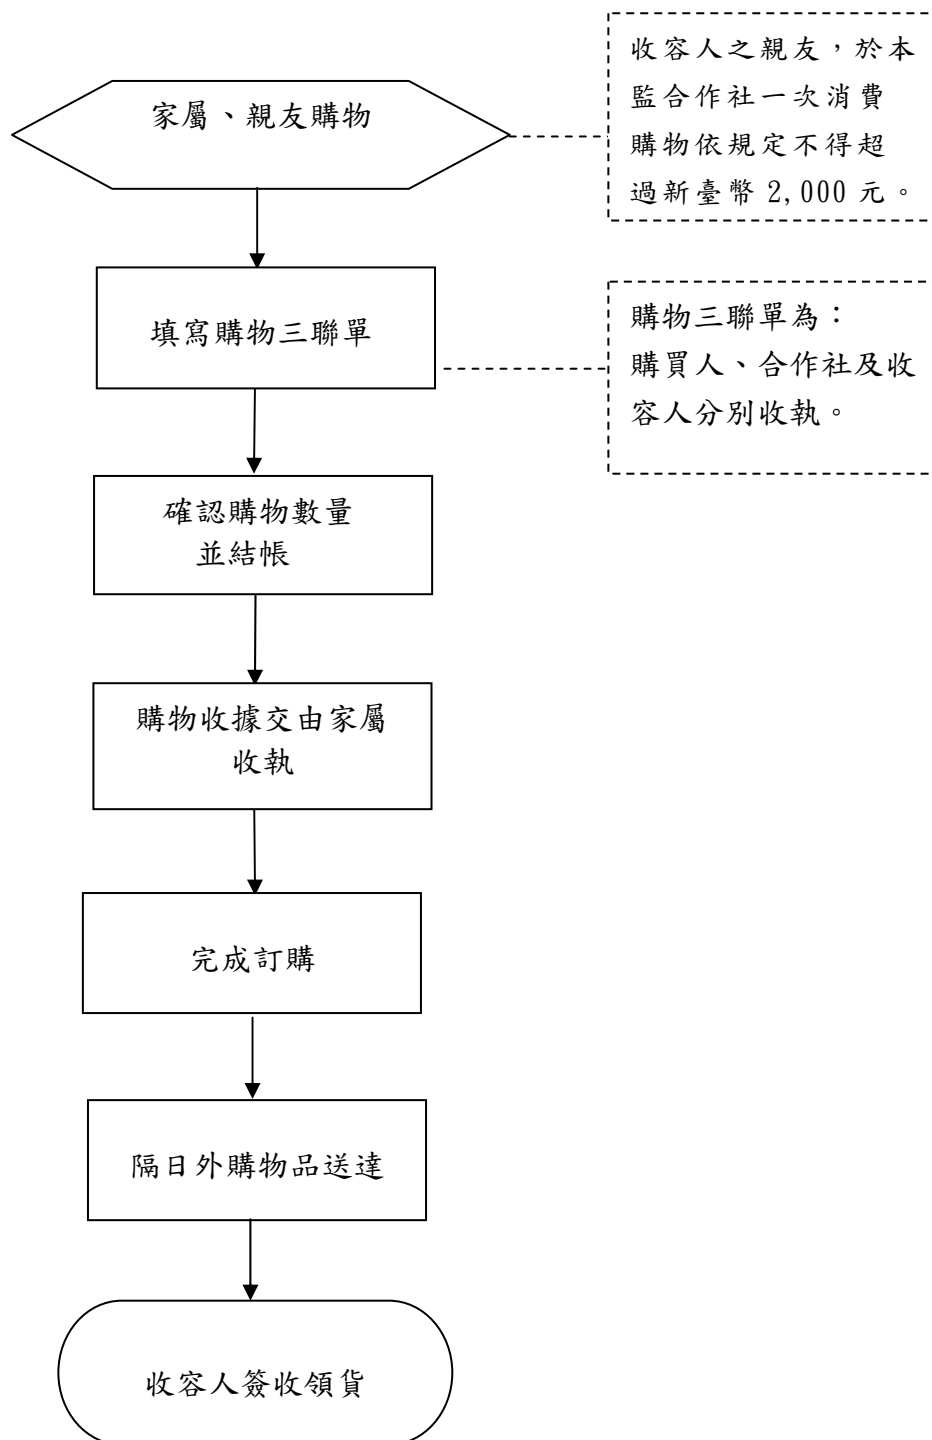 家屬、親友購物
收容人之親友，於本
監合作社一次消費
購物依規定不得超
過新臺幣 2,000 元。
填寫購物三聯單
購物三聯單為：
購買人、合作社及收
容人分別收執。
確認購物數量
並結帳
購物收據交由家屬
收執
完成訂購
隔日外購物品送達
收容人簽收領貨